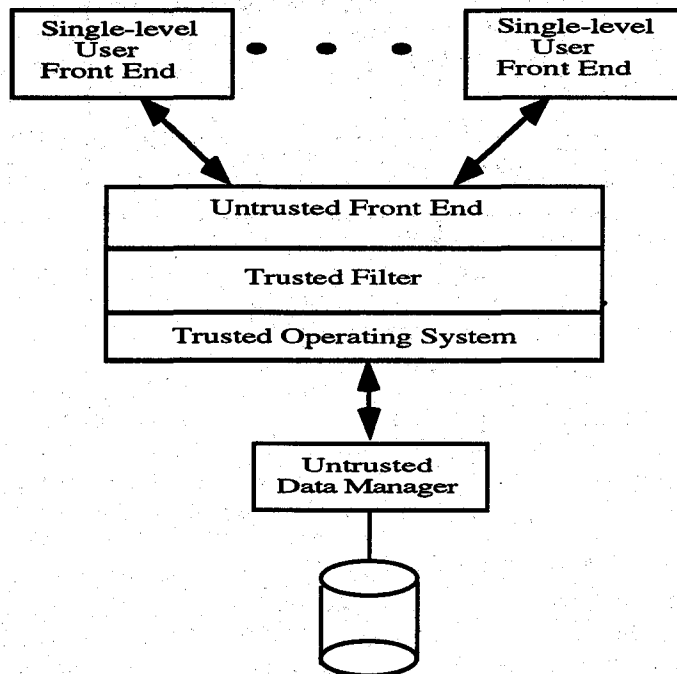 Single-level
User
Front End
Single-level
User
Front End
Untrusted Front End
Trusted Filter
Trusted Operating System
Untrusted
Data Manager